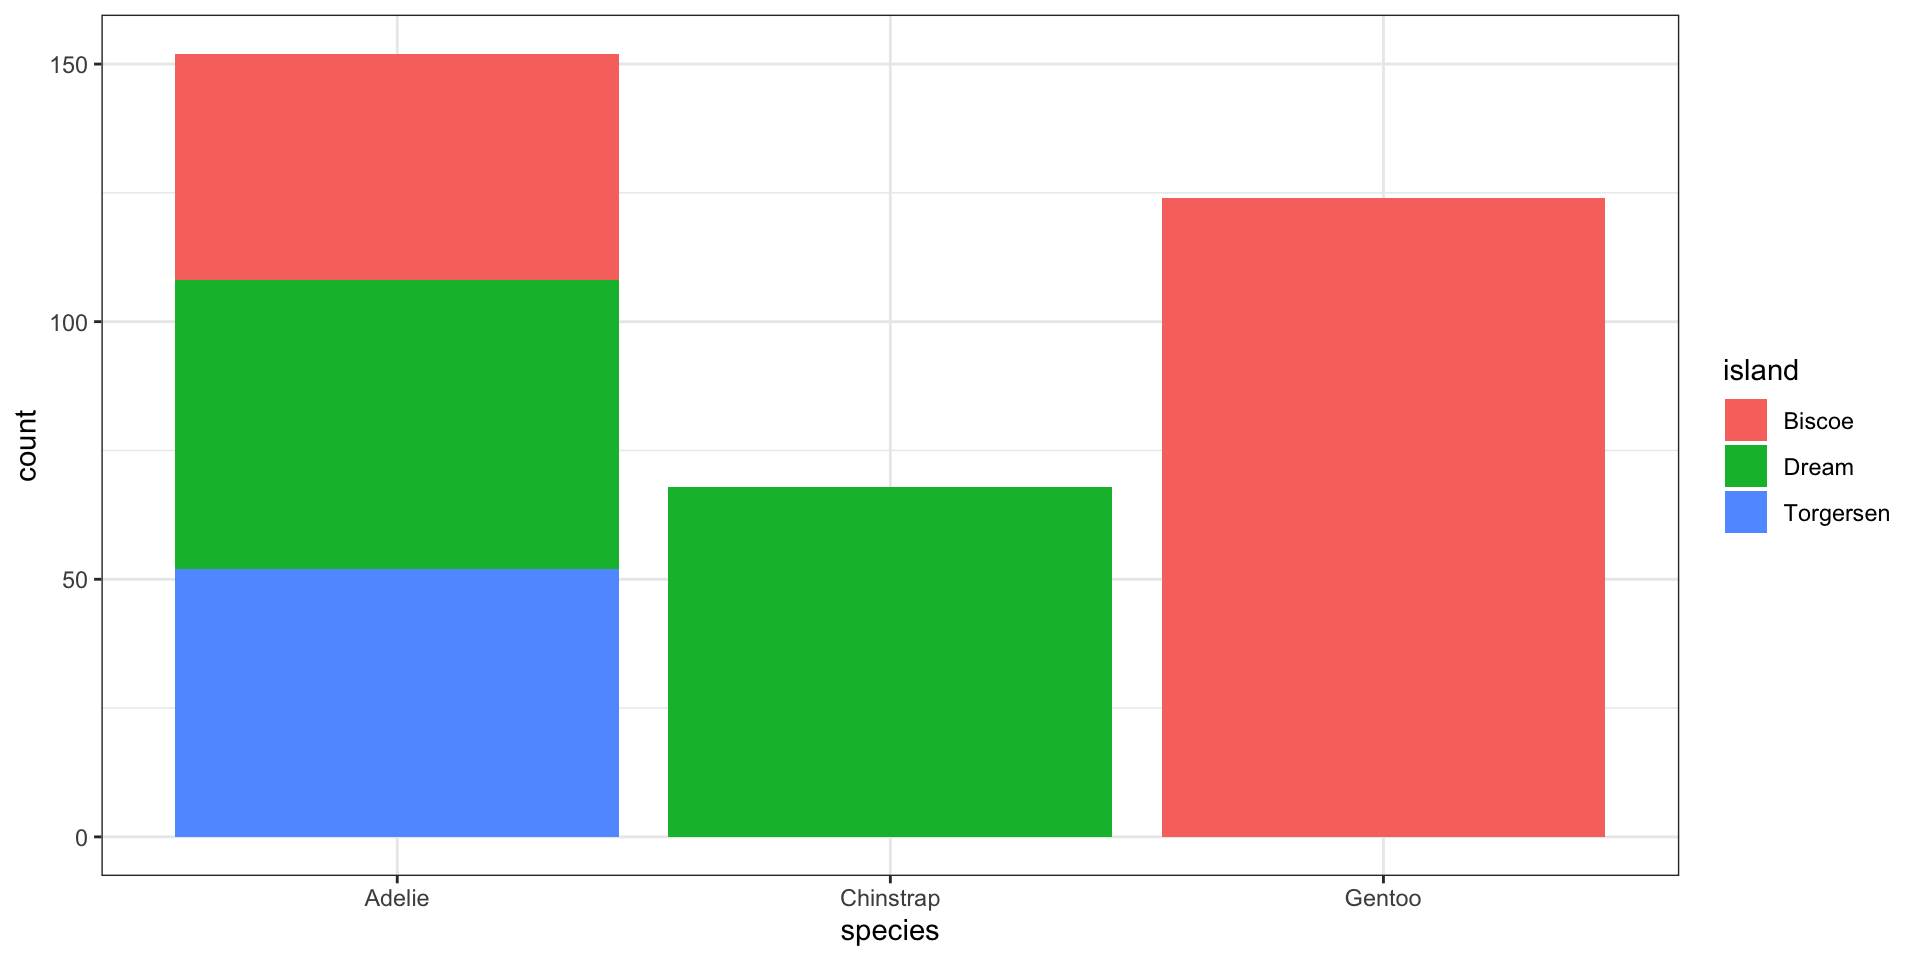 150
100
50
0
count
Adelie
Chinstrap
Gentoo
species
island
Biscoe
Dream
Torgersen